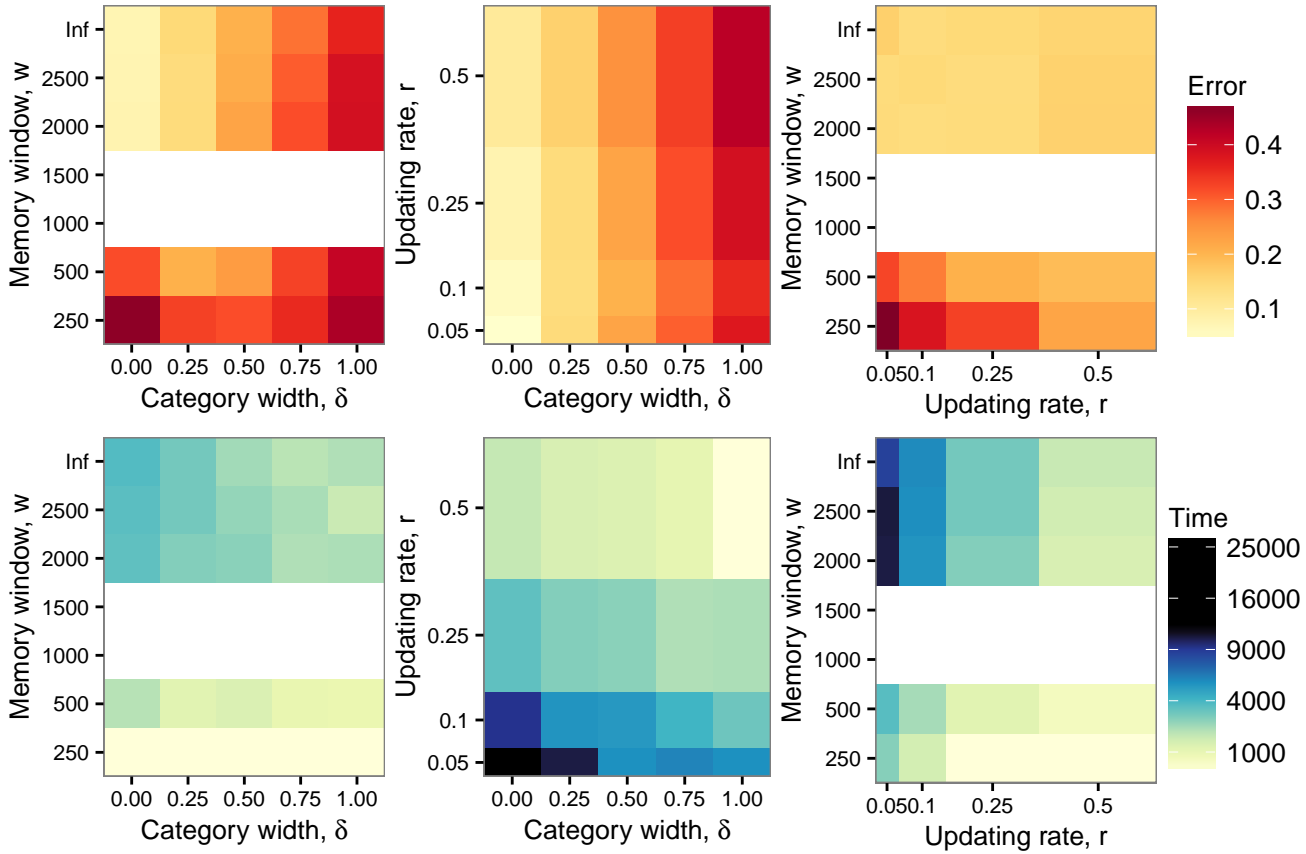 Memory window, w
Inf
2500
2000
1500
1000
500
250
0.00 0.25 0.50 0.75 1.00
Category width, δ
Updating rate, r
0.5
0.25
0.1
0.05
0.00 0.25 0.50 0.75 1.00
Category width, δ
Memory window, w
Inf
2500
2000
1500
1000
500
250
0.05 0.1 0.25 0.5
Updating rate, r
Error
0.4
0.3
0.2
0.1
Memory window, w
Inf
2500
2000
1500
1000
500
250
0.00 0.25 0.50 0.75 1.00
Category width, δ
Updating rate, r
0.5
0.25
0.1
0.05
0.00 0.25 0.50 0.75 1.00
Category width, δ
Memory window, w
Inf
2500
2000
1500
1000
500
250
0.05 0.1 0.25 0.5
Updating rate, r
Time
25000
16000
9000
4000
1000